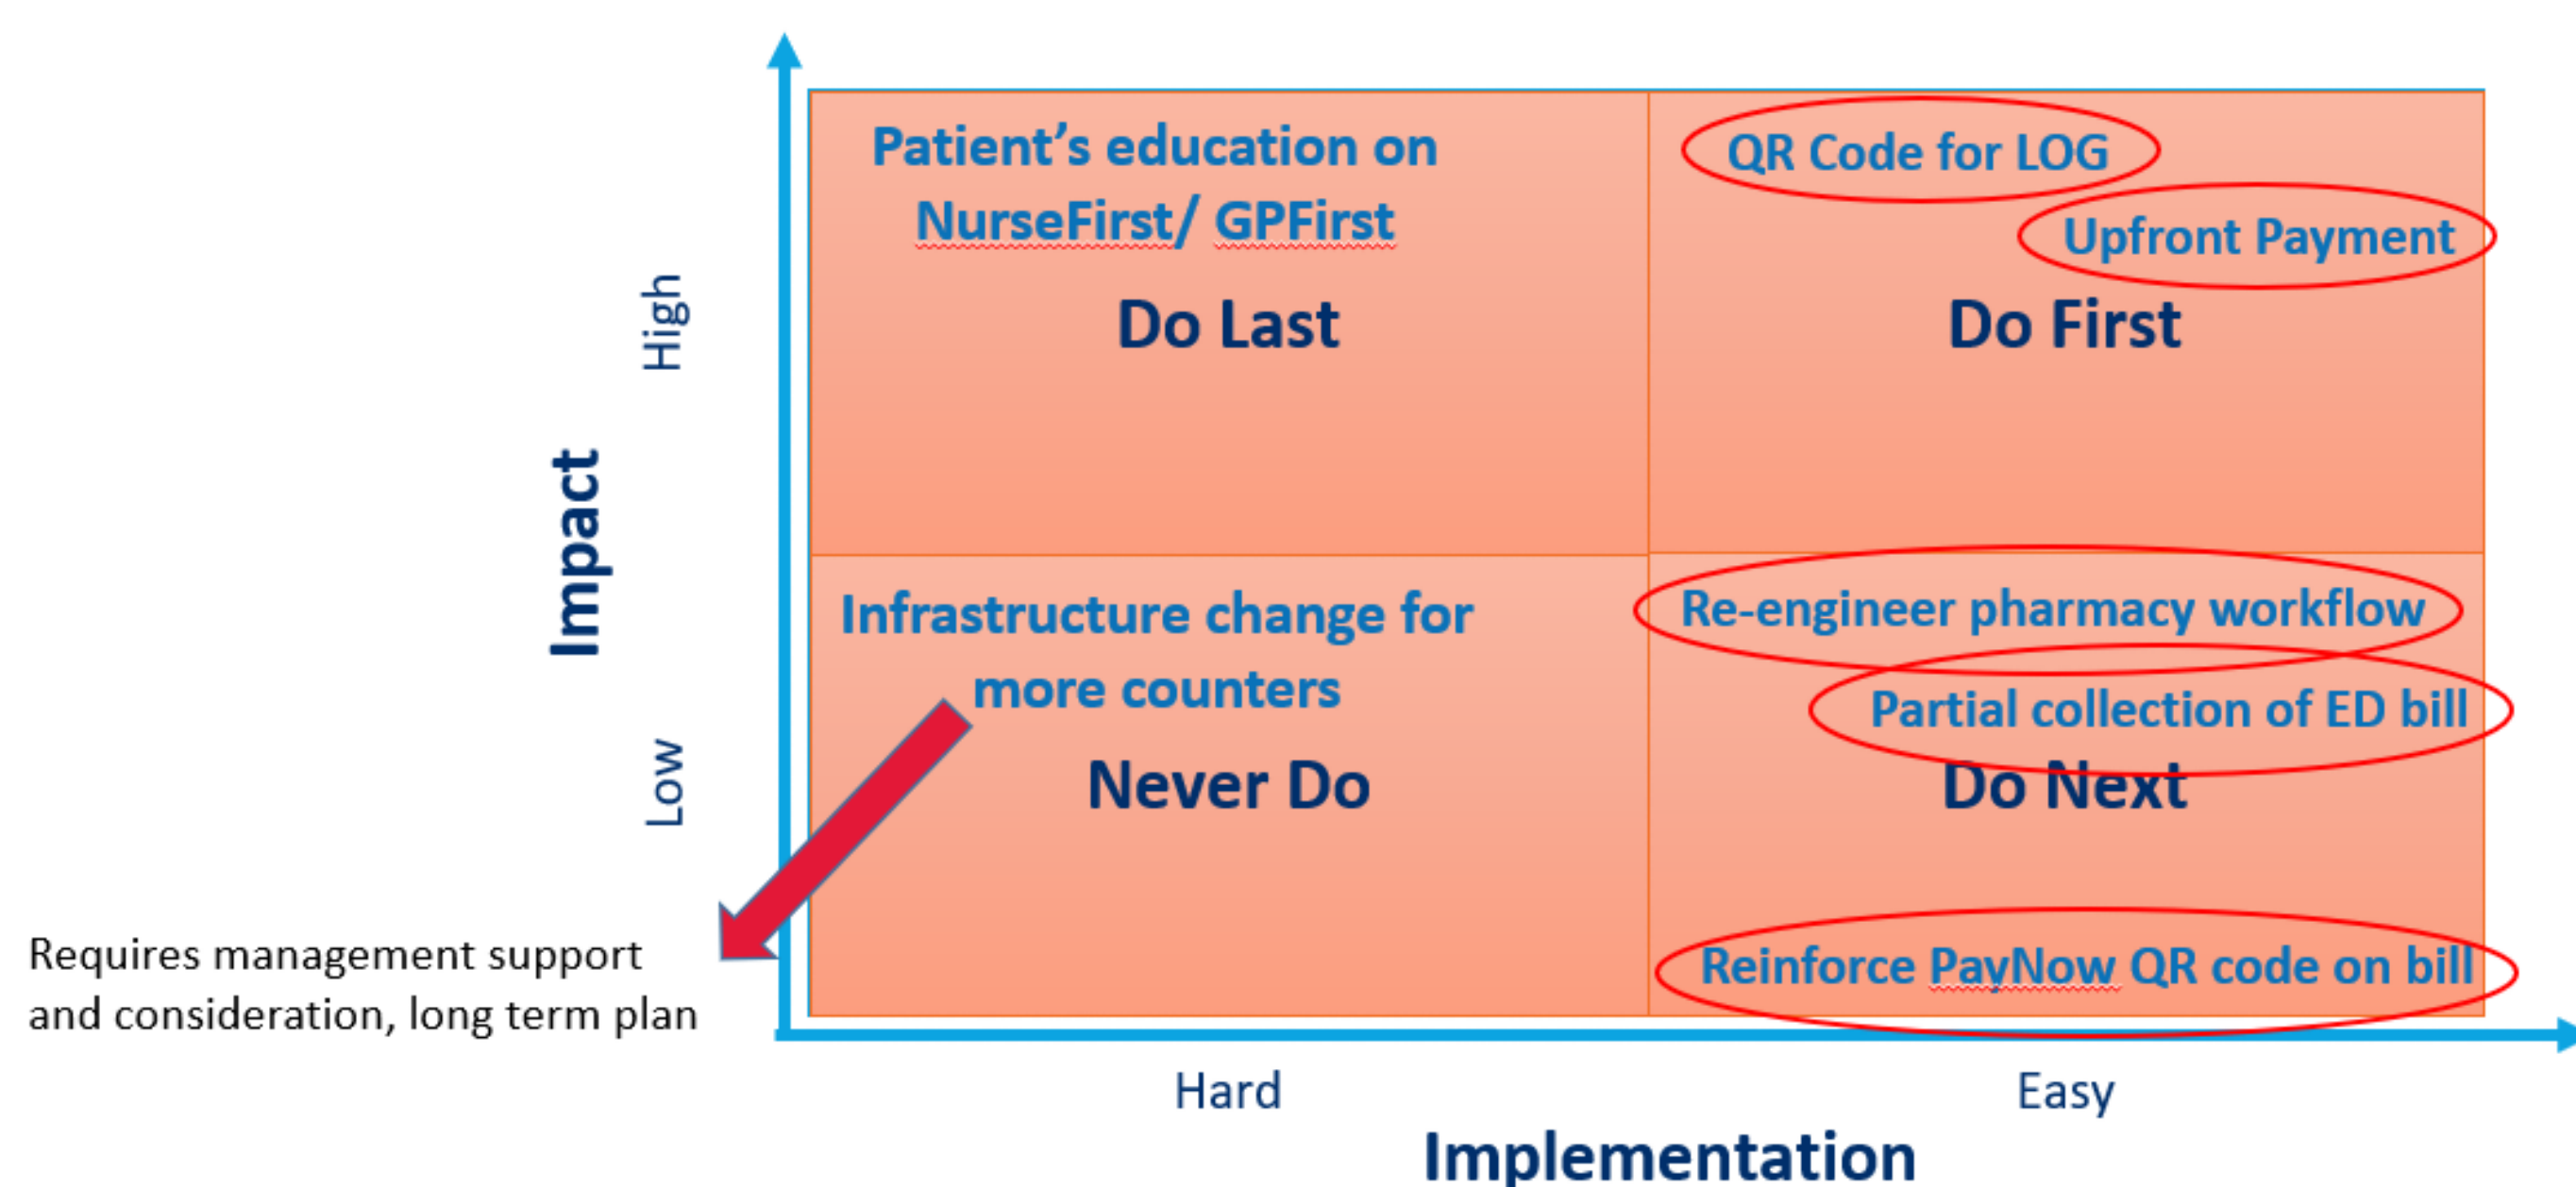 Patient's education on
NurseFirst/ GPFirst
Do Last
QR Code for LOG
Upfront Payment
Do First
High
Impact
Low
Infrastructure change for
more counters
Never Do
Re-engineer pharmacy workflow
Partial collection of ED bill
Do Next
Reinforce PayNow QR code on bill
Requires management support
and consideration, long term plan
Hard
Easy
Implementation